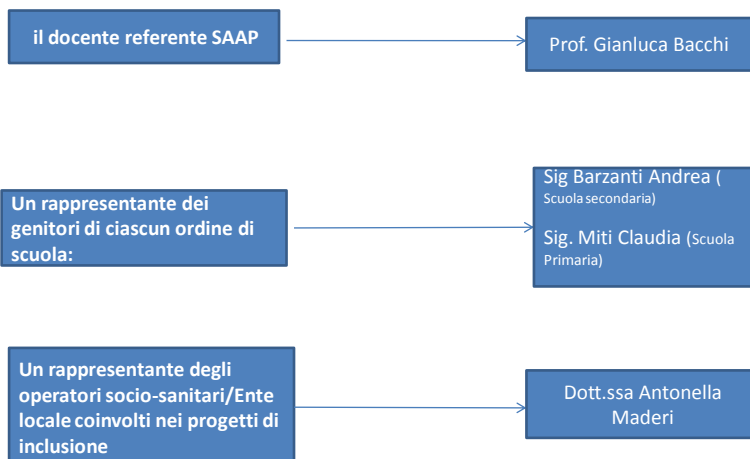 il docente referente SAAP
Prof. Gianluca Bacchi
Un rappresentante dei
genitori di ciascun ordine di
scuola:
Sig Barzanti Andrea (
Scuola secondaria)
Sig. Miti Claudia (Scuola
Primaria)
Un rappresentante degli
operatori socio-sanitari/Ente
locale coinvolti nei progetti di
inclusione
Dott.ssa Antonella
Maderi